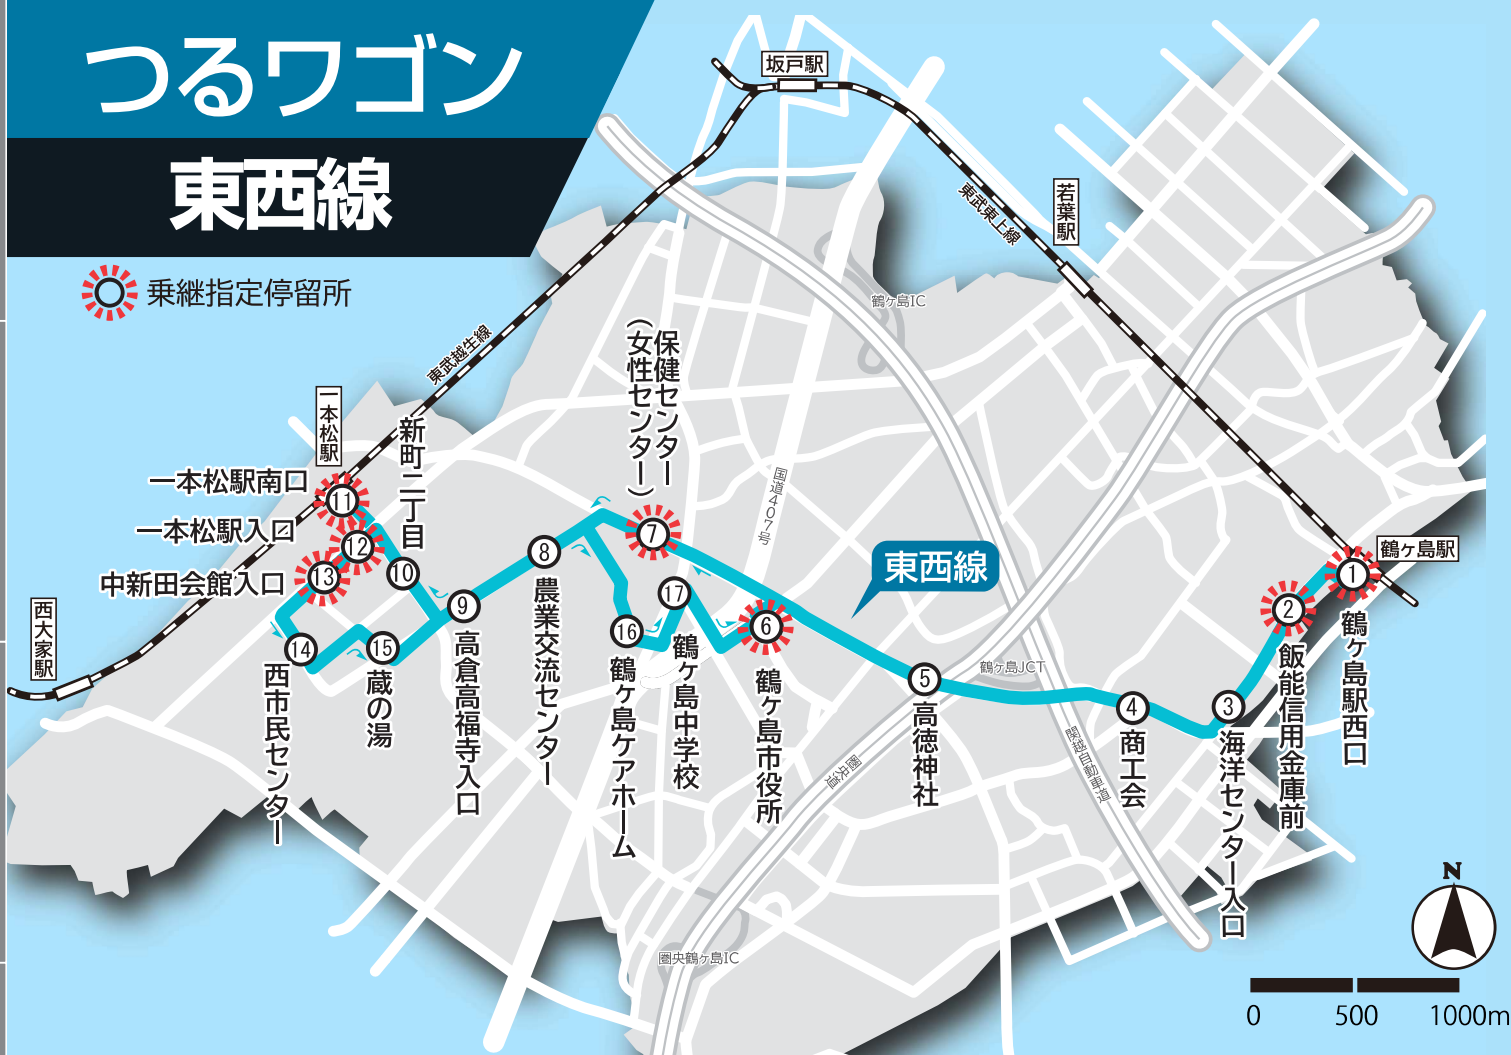 つるワゴン
東西線
乗継指定停留所
坂戸駅
東武東上線
若葉駅
鶴ヶ島IC
東武越生線
一本松駅
新町二丁目
保健センター
(女性センター)
国道407号
一本松駅南口
一本松駅入口
中新田会館入口
西大家駅
11
12
13
10
14
15
9
8
7
16
17
6
5
4
3
2
1
東西線
鶴ヶ島駅
鶴ヶ島駅西口
飯能信用金庫前
海洋センター入口
商工会
高徳神社
鶴ヶ島JCT
関越自動車道
圏央道
鶴ヶ島市役所
鶴ヶ島中学校
鶴ヶ島ケアホーム
農業交流センター
高倉高福寺入口
蔵の湯
西市民センター
圏央鶴ヶ島IC
N
0 500 1000m